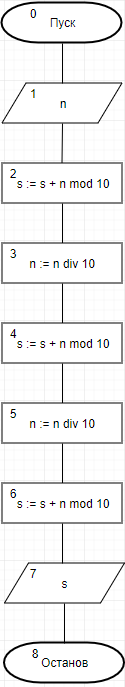 0
Пуск
1
n
2
s := s + n mod 10
3
n := n div 10
4
s := s + n mod 10
5
n := n div 10
6
s := s + n mod 10
7
s
8
Останов